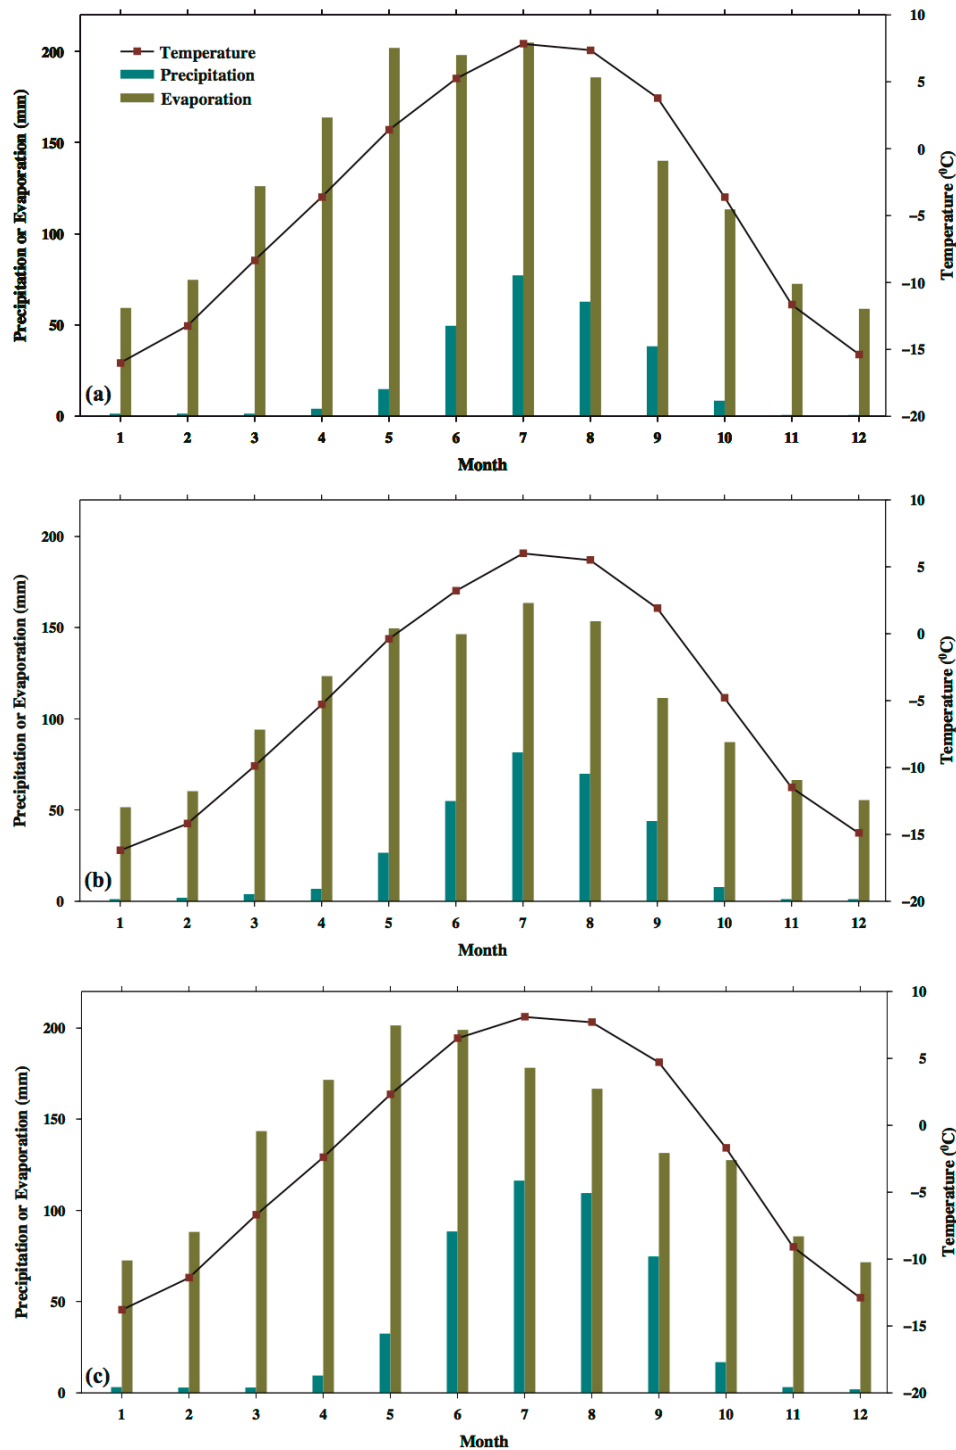 200
150
100
50
0
Precipitation or Evaporation (mm)
Temperature
Precipitation
Evaporation
(a)
10
5
0
−5
−10
−15
−20
Temperature (⁰C)
1 2 3 4 5 6 7 8 9 10 11 12
Month
200
150
100
50
0
Precipitation or Evaporation (mm)
(b)
10
5
0
−5
−10
−15
−20
Temperature (⁰C)
1 2 3 4 5 6 7 8 9 10 11 12
Month
200
150
100
50
0
Precipitation or Evaporation (mm)
(c)
10
5
0
−5
−10
−15
−20
Temperature (⁰C)
1 2 3 4 5 6 7 8 9 10 11 12
Month